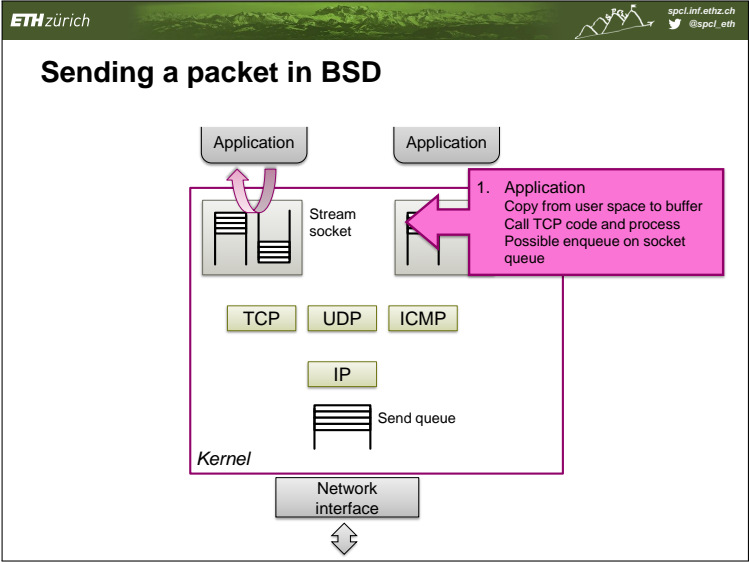 ETH zürich
spcl.inf.ethz.ch
@spcl_eth
Sending a packet in BSD
Application
Application
1. Application
Copy from user space to buffer
Call TCP code and process
Possible enqueue on socket
queue
Stream
socket
TCP
UDP
ICMP
IP
Send queue
Kernel
Network
interface